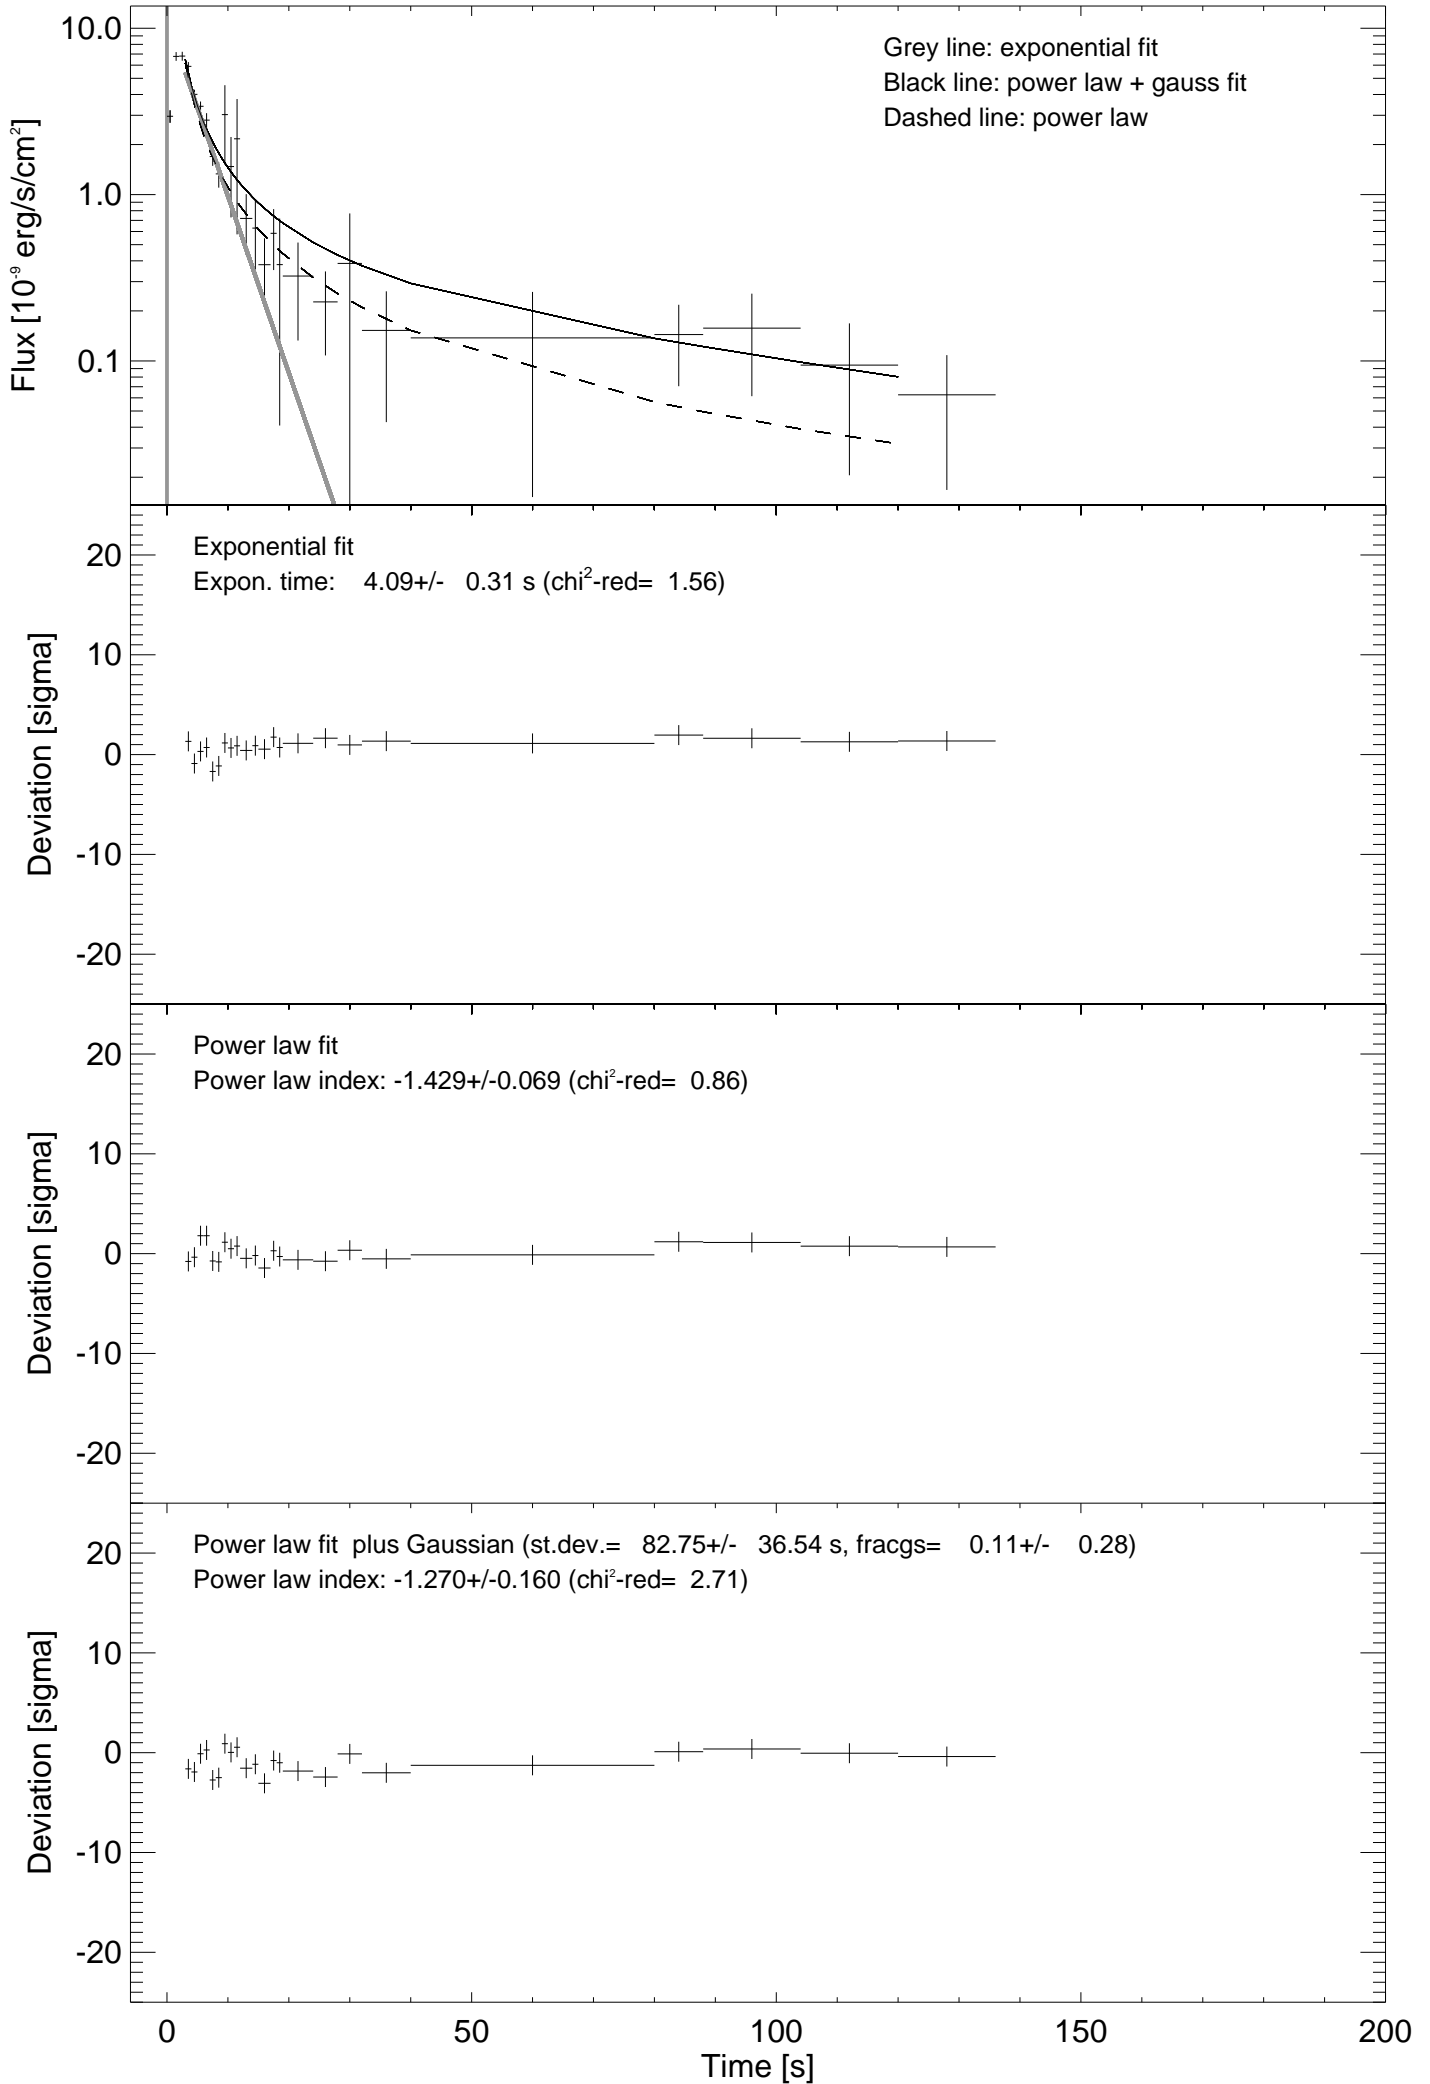 10.0
1.0
0.1
Flux [10⁻⁹ erg/s/cm²]
Grey line: exponential fit
Black line: power law + gauss fit
Dashed line: power law
20
10
0
-10
-20
Deviation [sigma]
Exponential fit
Expon. time: 4.09+/- 0.31 s (chi²-red= 1.56)
20
10
0
-10
-20
Deviation [sigma]
Power law fit
Power law index: -1.429+/-0.069 (chi²-red= 0.86)
20
10
0
-10
-20
Deviation [sigma]
Power law fit plus Gaussian (st.dev.= 82.75+/- 36.54 s, fracgs= 0.11+/- 0.28)
Power law index: -1.270+/-0.160 (chi²-red= 2.71)
0 50 100 150 200
Time [s]